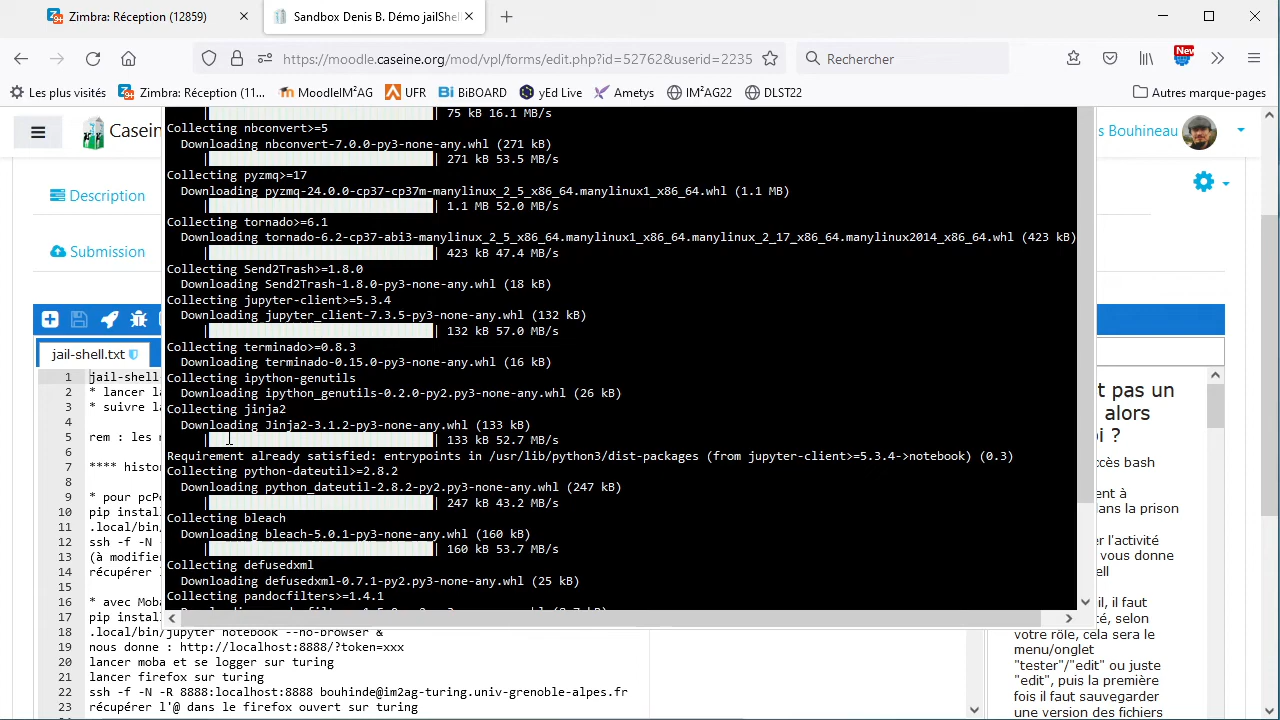 Zimbra: Réception (12859)
Sandbox Denis B. Démo jailShel
https://moodle.caseine.org/mod/vpl/forms/edit.php?id=52762&userid=2235
Rechercher
New
Les plus visités
Zimbra: Réception (11...
MoodleIM²AG
UFR
BiBOARD
yEd Live
Ametys
IM²AG22
DLST22
Autres marque-pages
Casein
s Bouhineau
Description
Submission
75 kB 16.1 MB/s
Collecting nbconvert>=5
Downloading nbconvert-7.0.0-py3-none-any.whl (271 kB)
271 kB 53.5 MB/s
Collecting pyzmq>=17
Downloading pyzmq-24.0.0-cp37-cp37m-manylinux_2_5_x86_64.manylinux1_x86_64.whl (1.1 MB)
1.1 MB 52.0 MB/s
Collecting tornado>=6.1
Downloading tornado-6.2-cp37-abi3-manylinux_2_5_x86_64.manylinux1_x86_64.manylinux_2_17_x86_64.manylinux2014_x86_64.whl (423 kB)
423 kB 47.4 MB/s
Collecting Send2Trash>=1.8.0
Downloading Send2Trash-1.8.0-py3-none-any.whl (18 kB)
Collecting jupyter-client>=5.3.4
Downloading jupyter_client-7.3.5-py3-none-any.whl (132 kB)
132 kB 57.0 MB/s
Collecting terminado>=0.8.3
Downloading terminado-0.15.0-py3-none-any.whl (16 kB)
Collecting ipython-genutils
Downloading ipython_genutils-0.2.0-py2.py3-none-any.whl (26 kB)
Collecting jinja2
Downloading Jinja2-3.1.2-py3-none-any.whl (133 kB)
133 kB 52.7 MB/s
Requirement already satisfied: entrypoints in /usr/lib/python3/dist-packages (from jupyter-client>=5.3.4->notebook) (0.3)
Collecting python-dateutil>=2.8.2
Downloading python_dateutil-2.8.2-py2.py3-none-any.whl (247 kB)
247 kB 43.2 MB/s
Collecting bleach
Downloading bleach-5.0.1-py3-none-any.whl (160 kB)
160 kB 53.7 MB/s
Collecting defusedxml
Downloading defusedxml-0.7.1-py2.py3-none-any.whl (25 kB)
Collecting pandocfilters>=1.4.1
jail-shell.txt
1 jail-shell
2 * lancer la
3 * suivre la
4
5 rem : les
6
7 **** histo
8
9 * pour pcP
10 pip instal
11 .local/bin
12 ssh -f -N
13 (à modifie
14 récupérer l
15
16 * avec Moba
17 pip instal
18 .local/bin/jupyter notebook --no-browser &
19 nous donne : http://localhost:8888/?token=xxx
20 lancer moba et se logger sur turing
21 lancer firefox sur turing
22 ssh -f -N -R 8888:localhost:8888 bouhinde@im2ag-turing.univ-grenoble-alpes.fr
23 récupérer l'@ dans le firefox ouvert sur turing
t pas un
alors
oi ?
ccès bash
ent à
dans la prison
er l'activité
vous donne
ell
il, il faut
té, selon
votre rôle, cela sera le
menu/onglet
"tester"/"edit" ou juste
"edit", puis la première
fois il faut sauvegarder
une version des fichiers